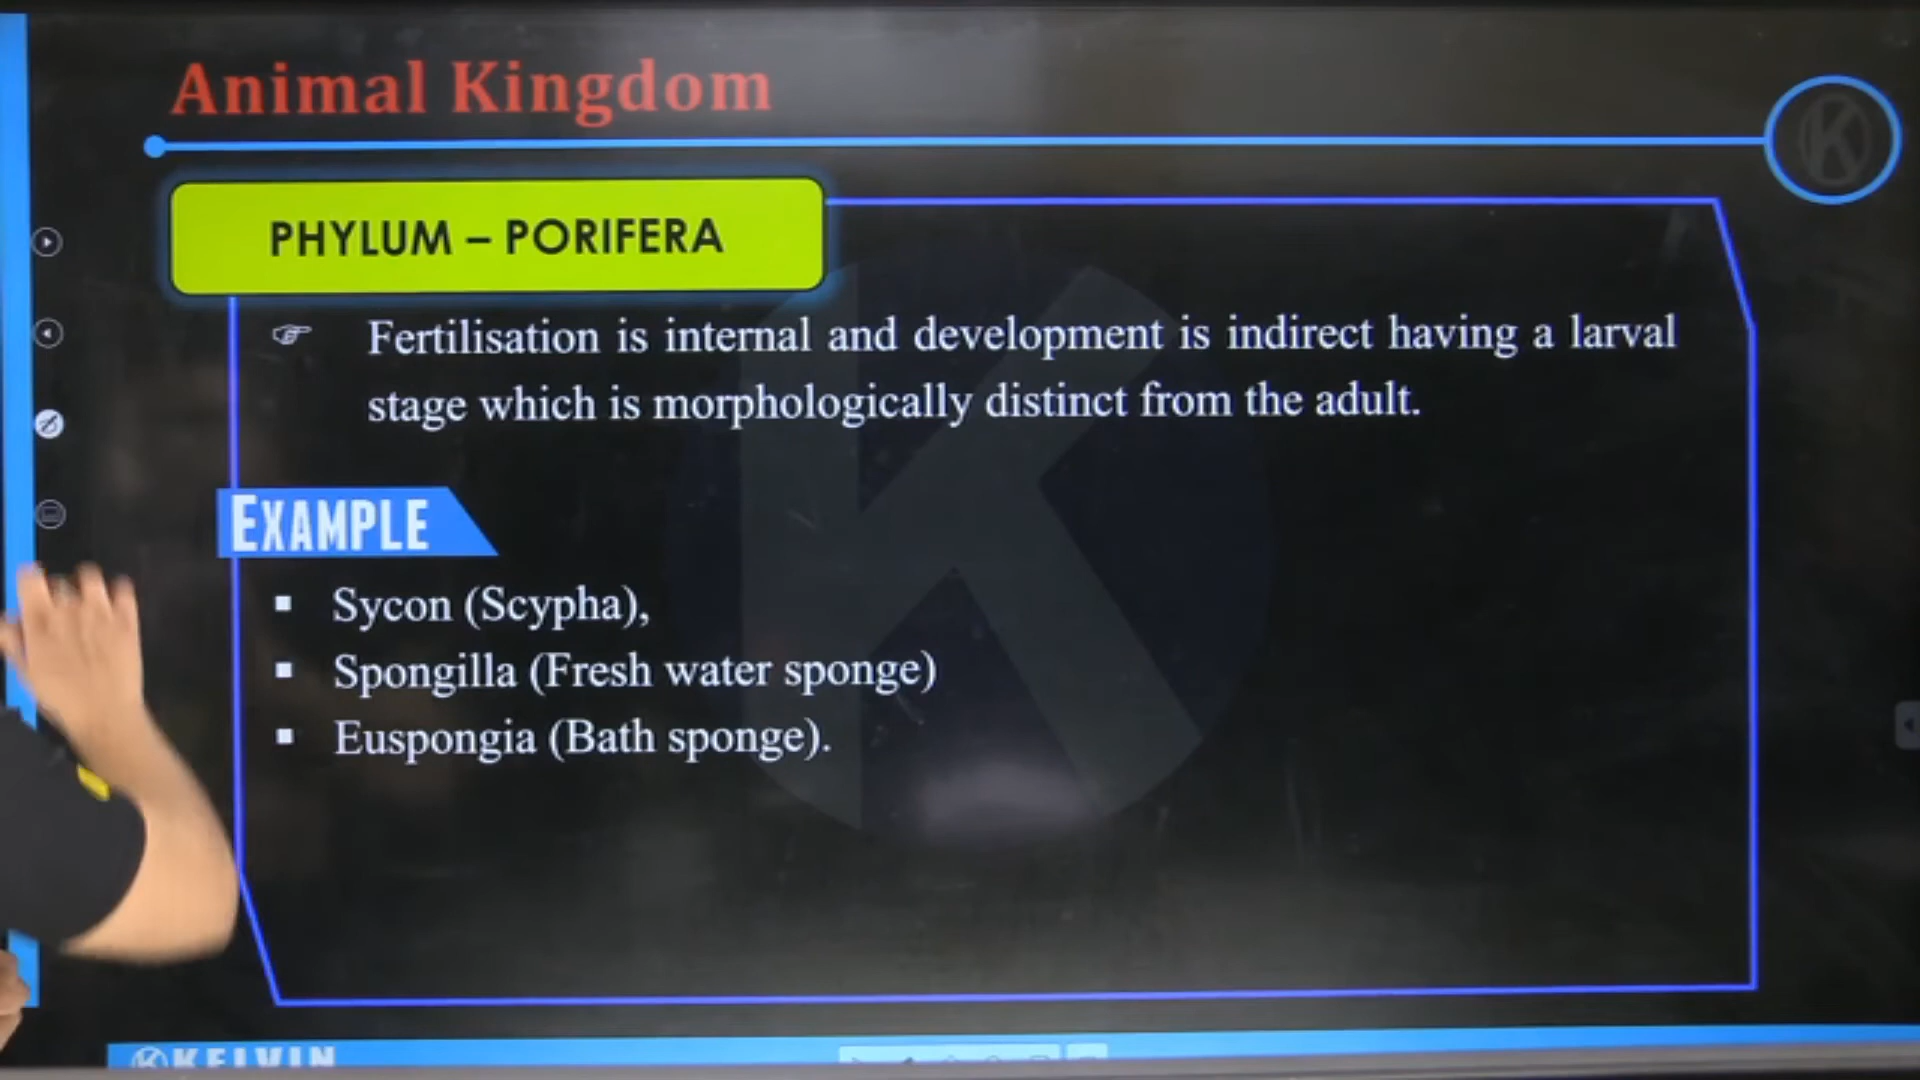 Animal Kingdom
PHYLUM – PORIFERA
☞ Fertilisation is internal and development is indirect having a larval
stage which is morphologically distinct from the adult.
EXAMPLE
▪ Sycon (Scypha),
▪ Spongilla (Fresh water sponge)
▪ Euspongia (Bath sponge).
KELVIN